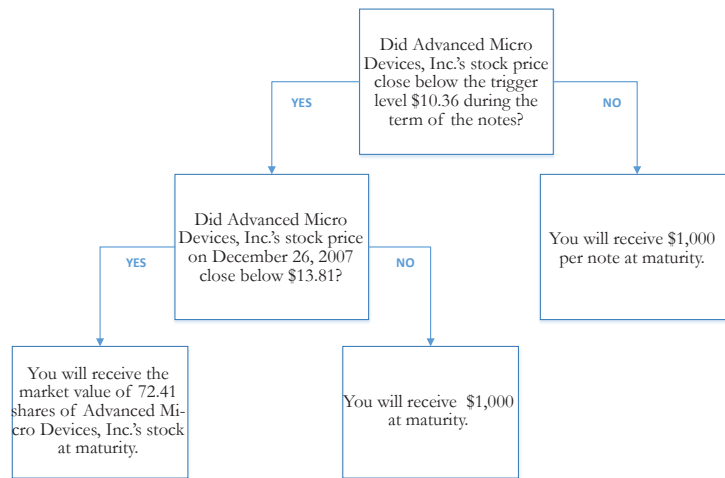 Did Advanced Micro
Devices, Inc.'s stock price
close below the trigger
level $10.36 during the
term of the notes?
YES
NO
Did Advanced Micro
Devices, Inc.'s stock price
on December 26, 2007
close below $13.81?
You will receive $1,000
per note at maturity.
YES
NO
You will receive the
market value of 72.41
shares of Advanced Mi-
cro Devices, Inc.'s stock
at maturity.
You will receive $1,000
at maturity.